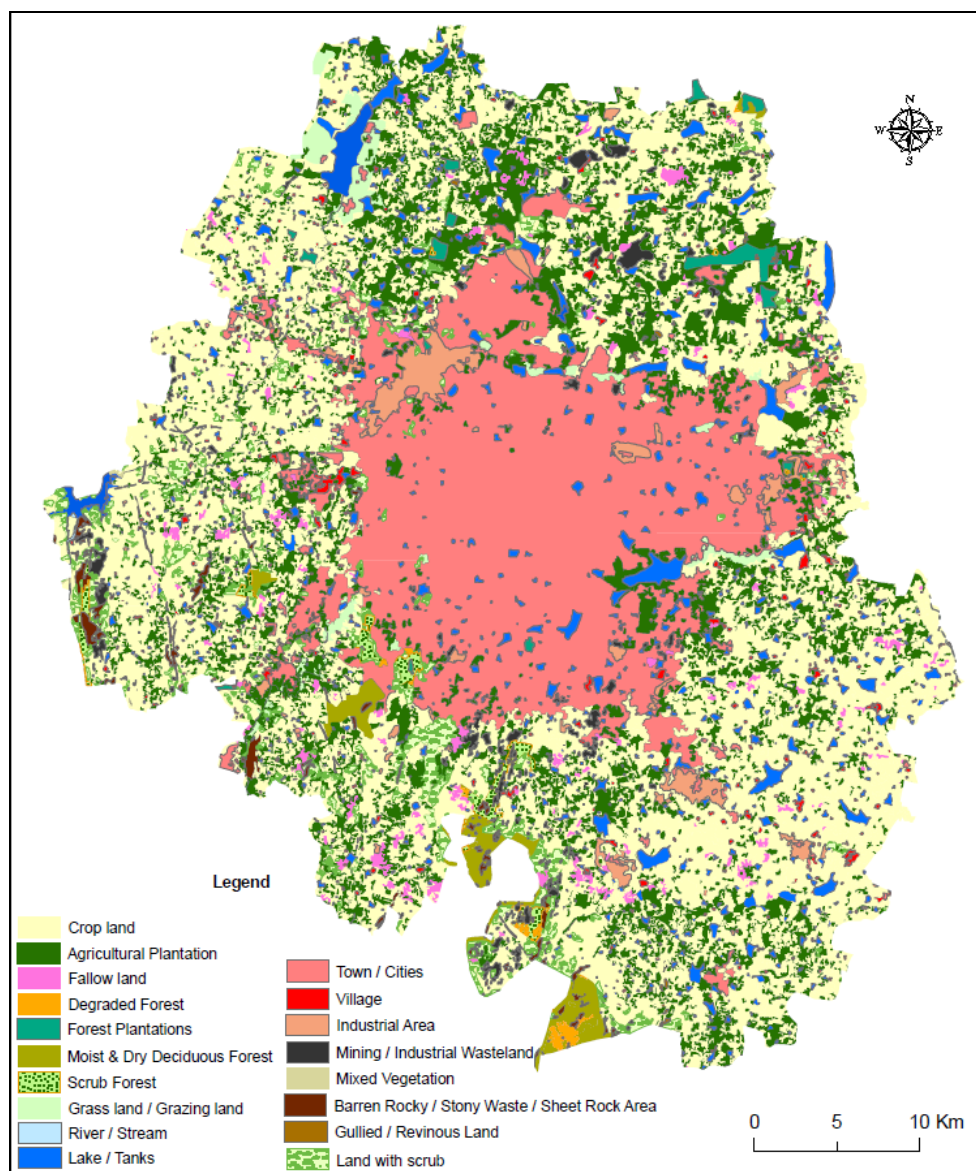 N
W E
S
Legend
Crop land
Agricultural Plantation
Fallow land
Degraded Forest
Forest Plantations
Moist & Dry Deciduous Forest
Scrub Forest
Grass land / Grazing land
River / Stream
Lake / Tanks
Town / Cities
Village
Industrial Area
Mining / Industrial Wasteland
Mixed Vegetation
Barren Rocky / Stony Waste / Sheet Rock Area
Gullied / Revinous Land
Land with scrub
0 5 10 Km